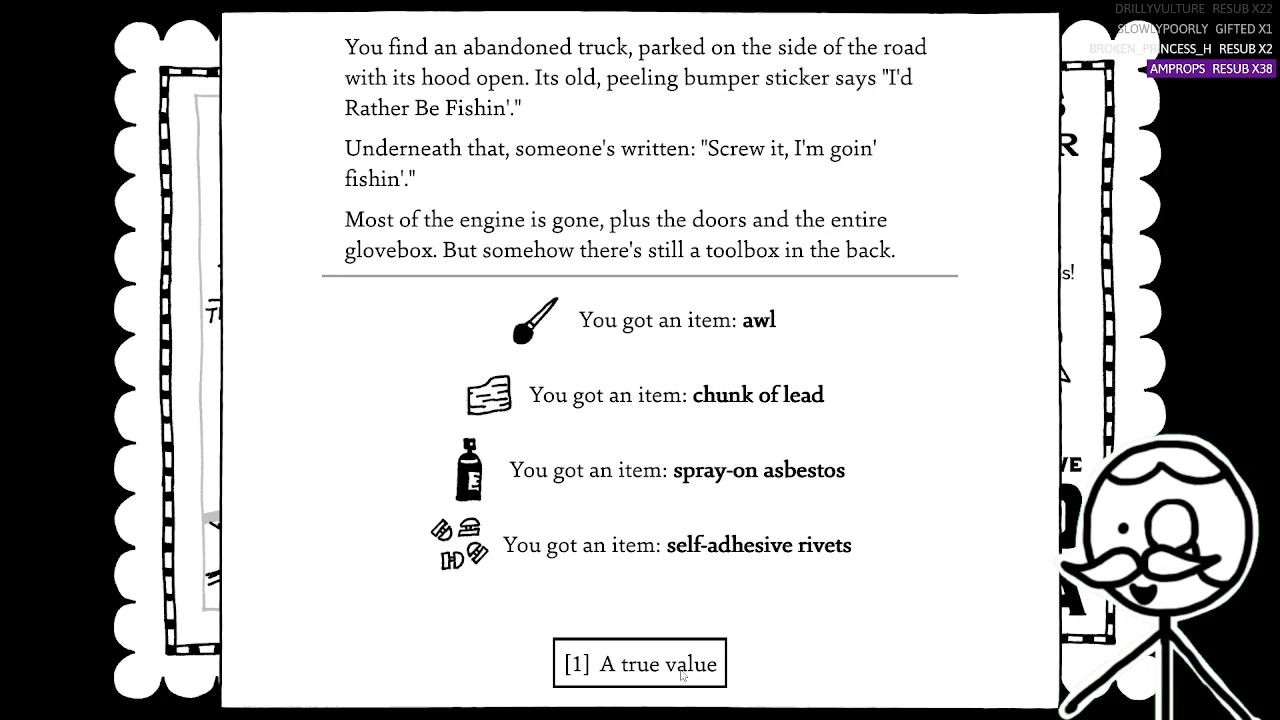 DRILLYVULTURE RESUB X22
SLOWLYPOORLY GIFTED X1
BROKEN_PRINCESS_H RESUB X2
AMPROPS RESUB X38
You find an abandoned truck, parked on the side of the road
with its hood open. Its old, peeling bumper sticker says "I'd
Rather Be Fishin'."
Underneath that, someone's written: "Screw it, I'm goin'
fishin'."
Most of the engine is gone, plus the doors and the entire
glovebox. But somehow there's still a toolbox in the back.
You got an item: awl
You got an item: chunk of lead
You got an item: spray-on asbestos
You got an item: self-adhesive rivets
[1] A true value